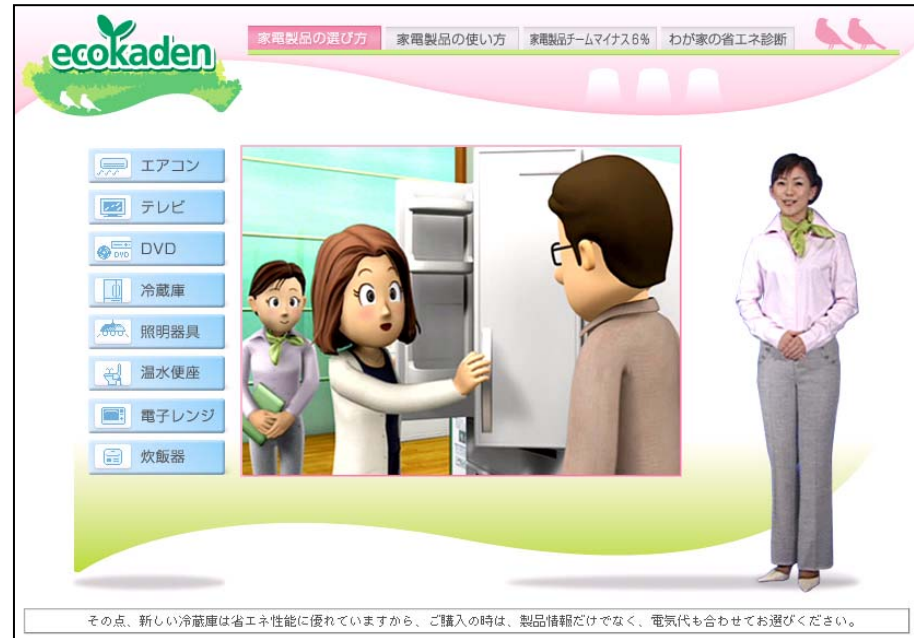 ecokaden
家電製品の選び方
家電製品の使い方
家電製品チームマイナス6%
わが家の省エネ診断
エアコン
テレビ
DVD
DVD
冷蔵庫
照明器具
温水便座
電子レンジ
炊飯器
その点、新しい冷蔵庫は省エネ性能に優れていますから、ご購入の時は、製品情報だけでなく、電気代も合わせてお選びください。